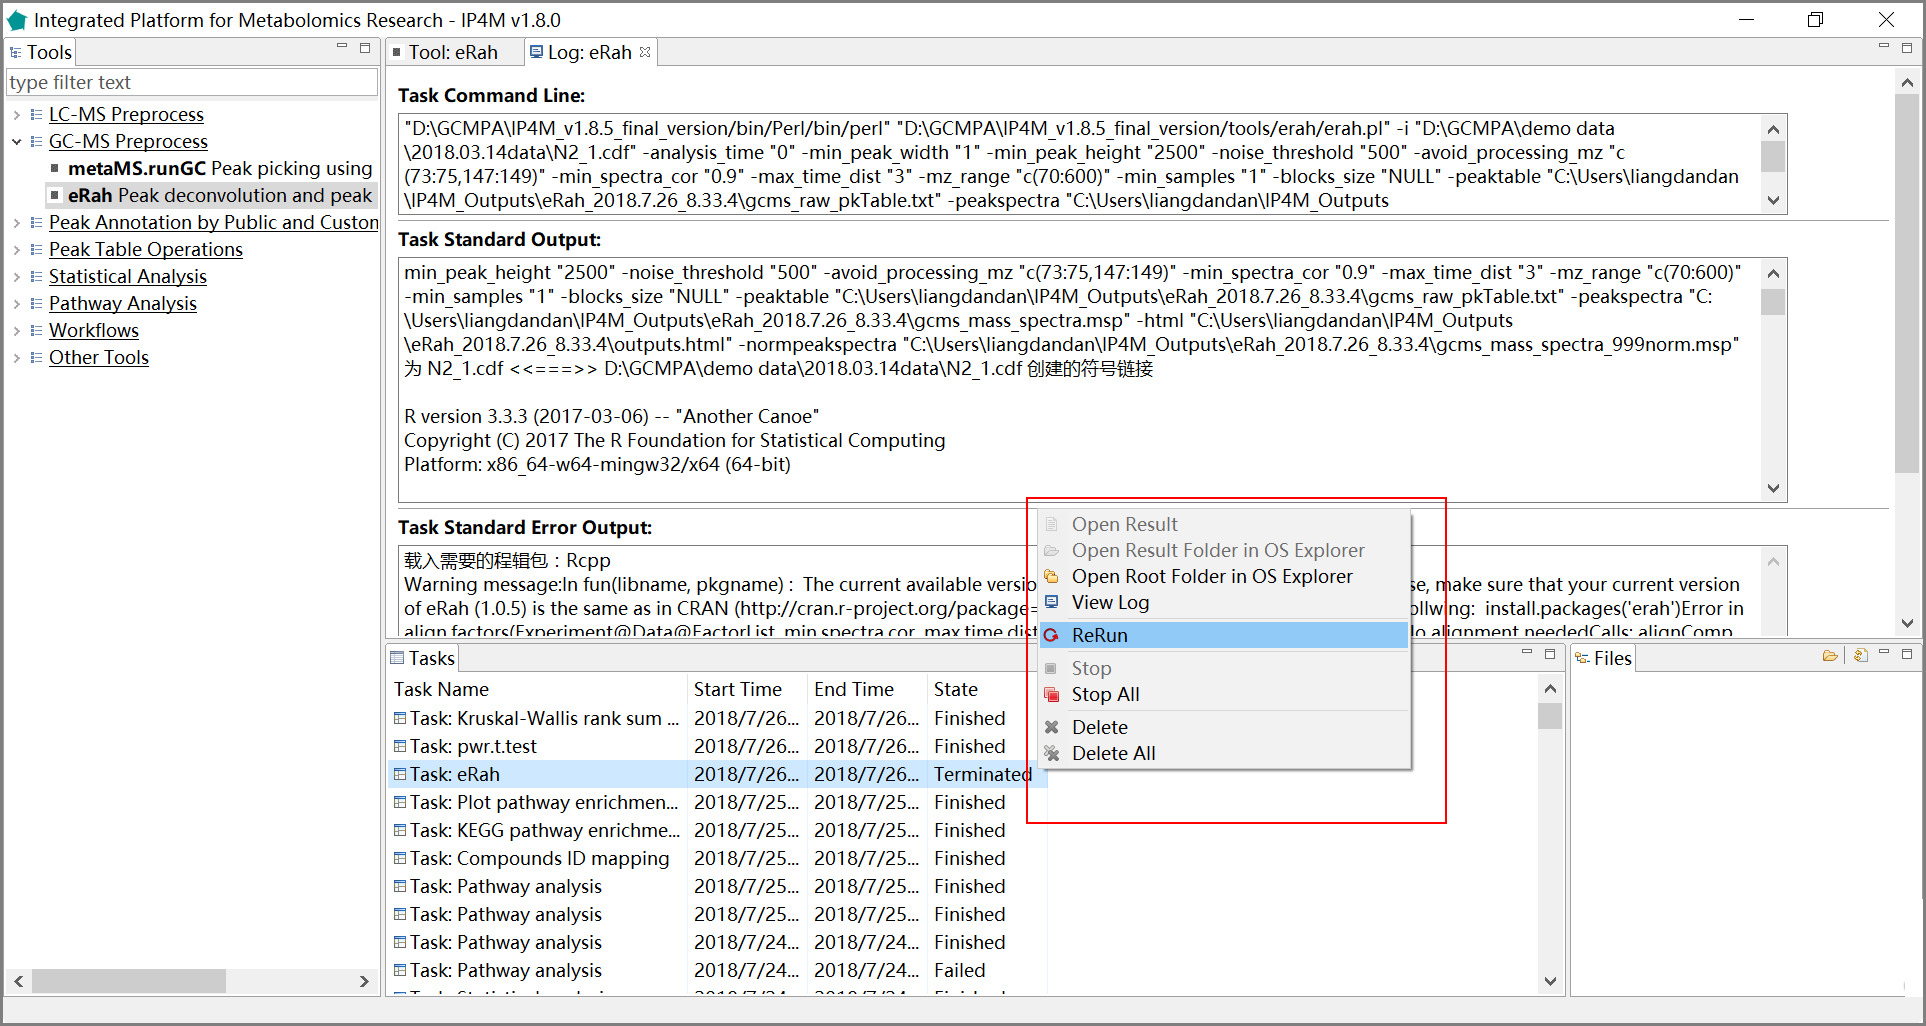 Integrated Platform for Metabolomics Research - IP4M v1.8.0
Tools
type filter text
LC-MS Preprocess
GC-MS Preprocess
metaMS.runGC Peak picking using
eRah Peak deconvolution and peak
Peak Annotation by Public and Custon
Peak Table Operations
Statistical Analysis
Pathway Analysis
Workflows
Other Tools
Tool: eRah
Log: eRah
Task Command Line:
"D:\GCMPA\IP4M_v1.8.5_final_version/bin/Perl/bin/perl" "D:\GCMPA\IP4M_v1.8.5_final_version/tools/erah/erah.pl" -i "D:\GCMPA\demo data
\2018.03.14data\N2_1.cdf" -analysis_time "0" -min_peak_width "1" -min_peak_height "2500" -noise_threshold "500" -avoid_processing_mz "c
(73:75,147:149)" -min_spectra_cor "0.9" -max_time_dist "3" -mz_range "c(70:600)" -min_samples "1" -blocks_size "NULL" -peaktable "C:\Users\liangdandan
\IP4M_Outputs\eRah_2018.7.26_8.33.4\gcms_raw_pkTable.txt" -peakspectra "C:\Users\liangdandan\IP4M_Outputs
Task Standard Output:
min_peak_height "2500" -noise_threshold "500" -avoid_processing_mz "c(73:75,147:149)" -min_spectra_cor "0.9" -max_time_dist "3" -mz_range "c(70:600)"
-min_samples "1" -blocks_size "NULL" -peaktable "C:\Users\liangdandan\IP4M_Outputs\eRah_2018.7.26_8.33.4\gcms_raw_pkTable.txt" -peakspectra "C:
\Users\liangdandan\IP4M_Outputs\eRah_2018.7.26_8.33.4\gcms_mass_spectra.msp" -html "C:\Users\liangdandan\IP4M_Outputs
\eRah_2018.7.26_8.33.4\outputs.html" -normpeakspectra "C:\Users\liangdandan\IP4M_Outputs\eRah_2018.7.26_8.33.4\gcms_mass_spectra_999norm.msp"
为 N2_1.cdf <<===>> D:\GCMPA\demo data\2018.03.14data\N2_1.cdf 创建的符号链接
R version 3.3.3 (2017-03-06) -- "Another Canoe"
Copyright (C) 2017 The R Foundation for Statistical Computing
Platform: x86_64-w64-mingw32/x64 (64-bit)
Task Standard Error Output:
载入需要的程辑包：Rcpp
Warning message:In fun(libname, pkgname) : The current available versio se, make sure that your current version
of eRah (1.0.5) is the same as in CRAN (http://cran.r-project.org/package= ollwing: install.packages('erah')Error in
align.factors(Experiment@Data@FactorList, min.spectra.cor, max.time.dist lo alignment neededCalls: alignComp
Open Result
Open Result Folder in OS Explorer
Open Root Folder in OS Explorer
View Log
ReRun
Stop
Stop All
Delete
Delete All
Tasks
Task Name Start Time End Time State
Task: Kruskal-Wallis rank sum ... 2018/7/26... 2018/7/26... Finished
Task: pwr.t.test 2018/7/26... 2018/7/26... Finished
Task: eRah 2018/7/26... 2018/7/26... Terminated
Task: Plot pathway enrichmen... 2018/7/25... 2018/7/25... Finished
Task: KEGG pathway enrichme... 2018/7/25... 2018/7/25... Finished
Task: Compounds ID mapping 2018/7/25... 2018/7/25... Finished
Task: Pathway analysis 2018/7/25... 2018/7/25... Finished
Task: Pathway analysis 2018/7/25... 2018/7/25... Finished
Task: Pathway analysis 2018/7/24... 2018/7/24... Finished
Task: Pathway analysis 2018/7/24... 2018/7/24... Failed
Files